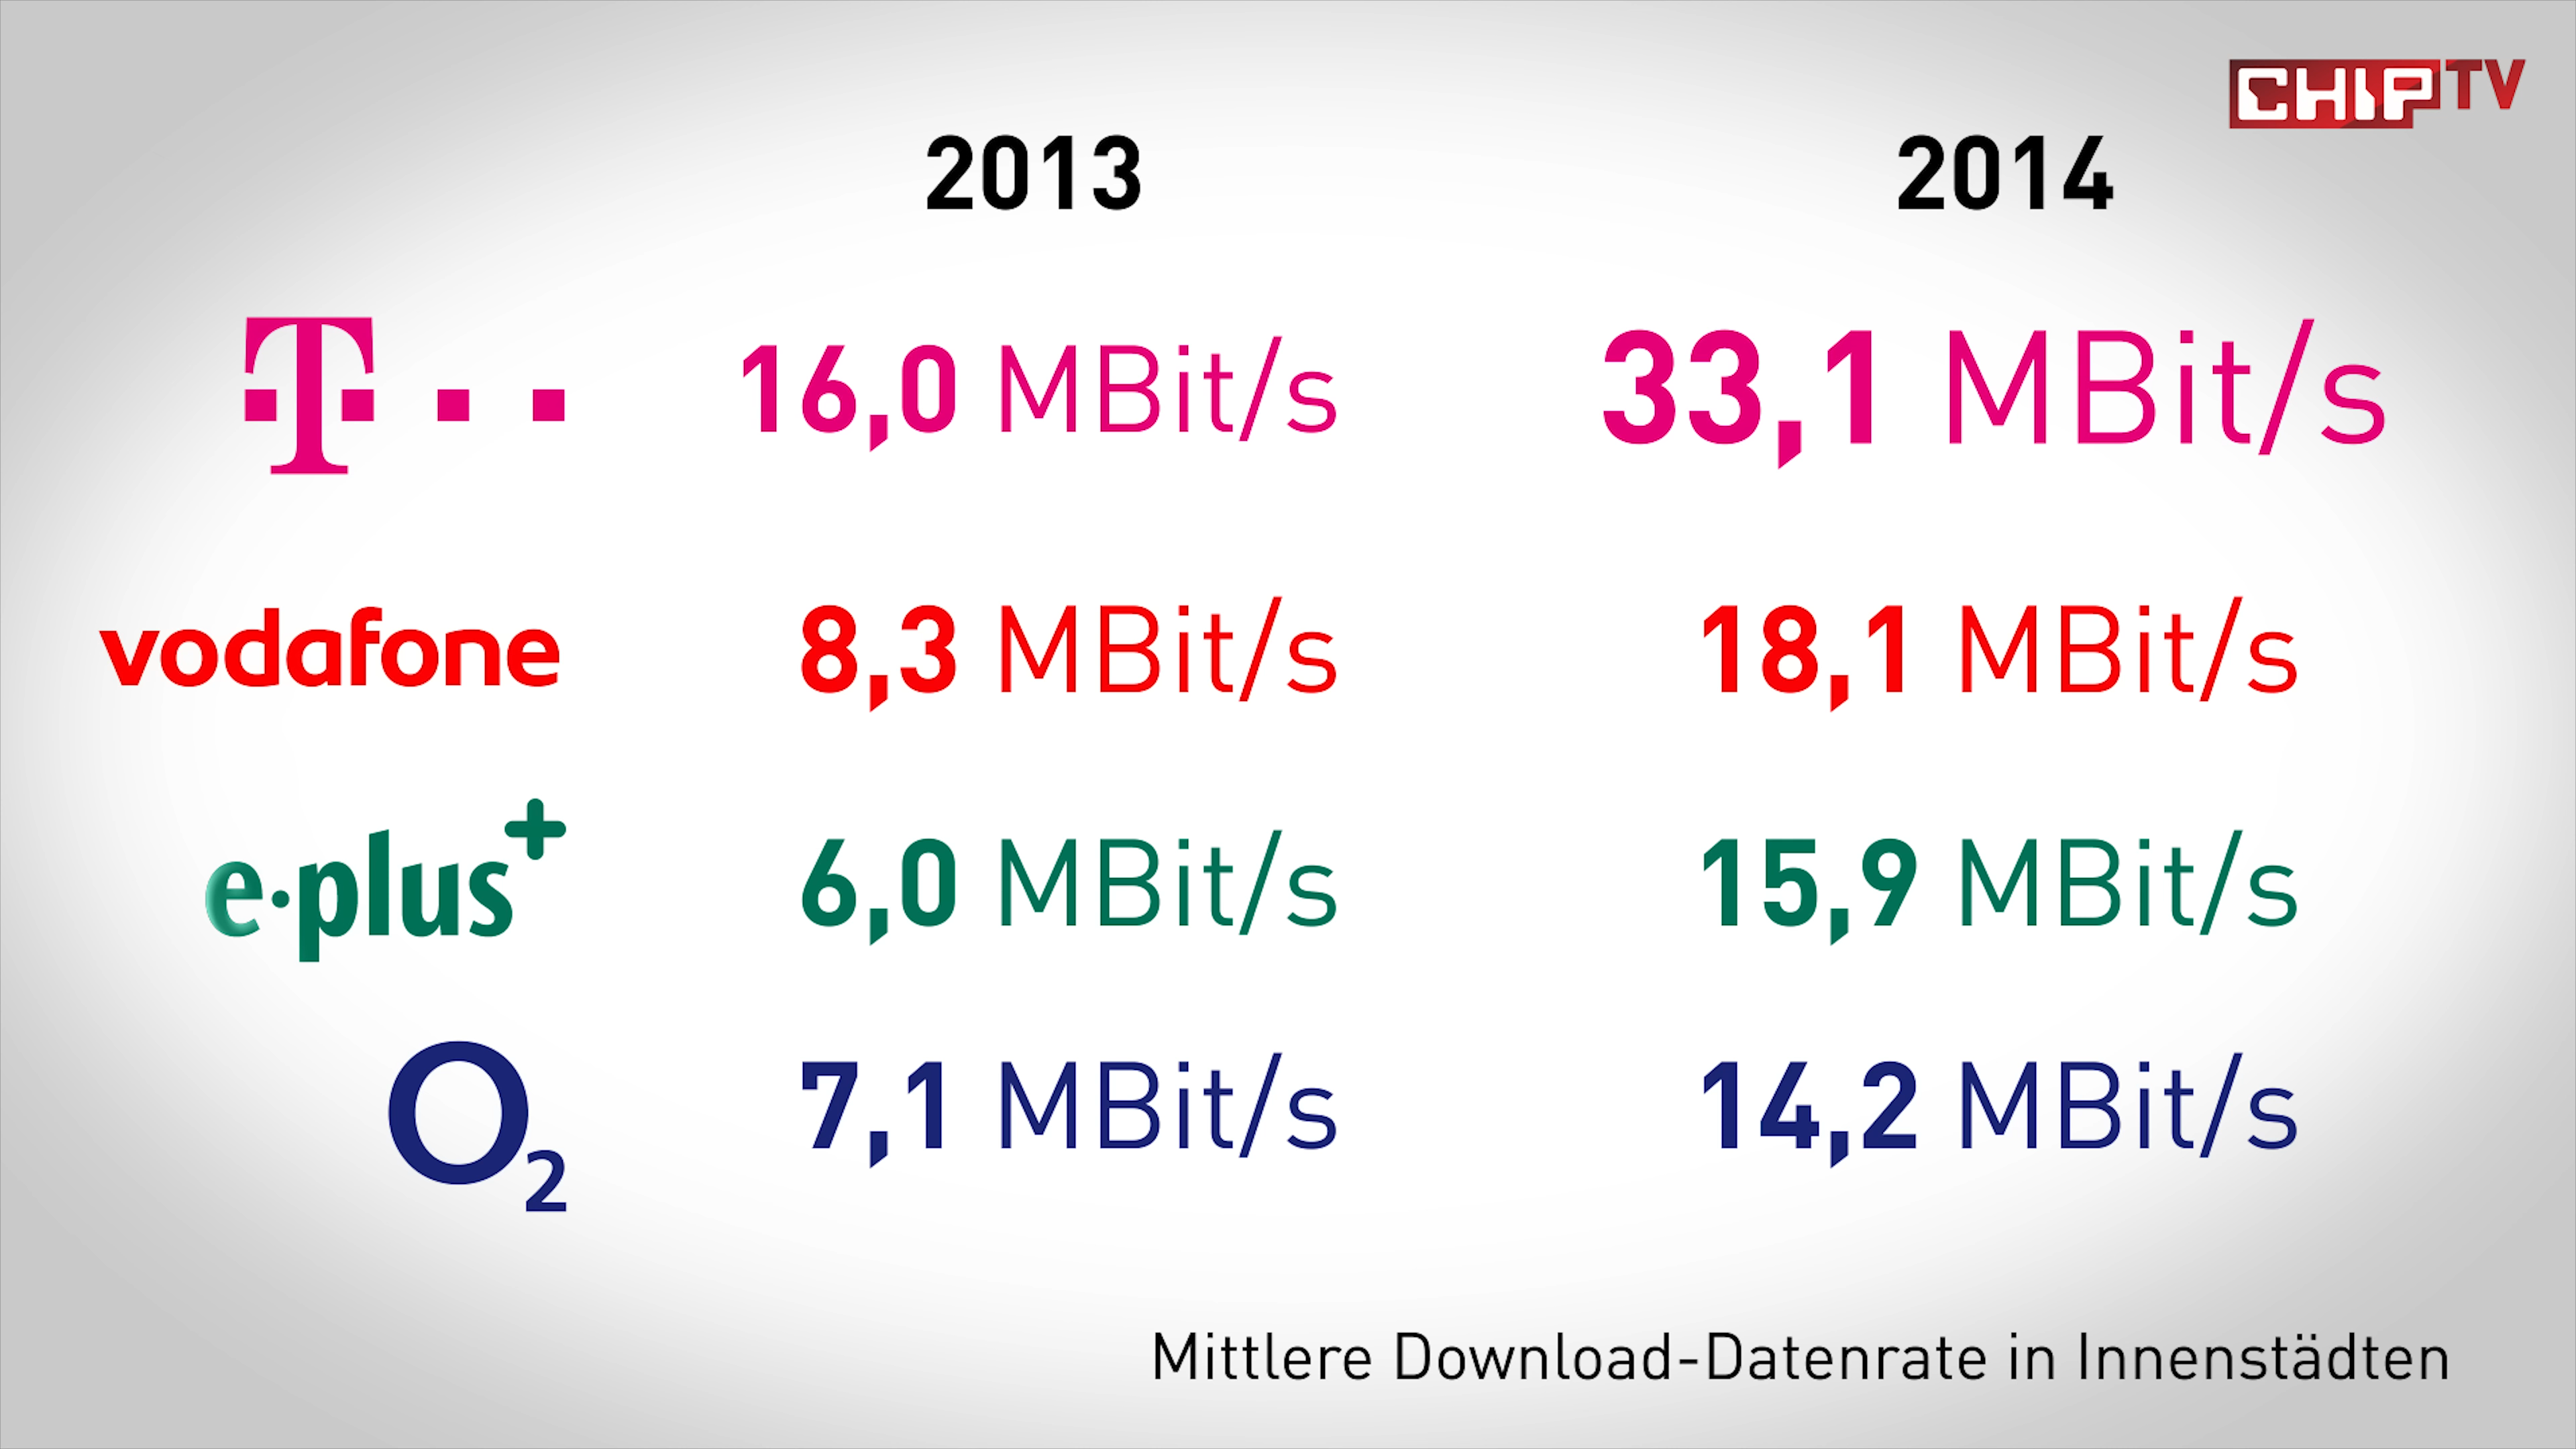 CHIP TV
2013 2014
T 16,0 MBit/s 33,1 MBit/s
vodafone 8,3 MBit/s 18,1 MBit/s
e·plus+ 6,0 MBit/s 15,9 MBit/s
O2 7,1 MBit/s 14,2 MBit/s
Mittlere Download-Datenrate in Innenstädten